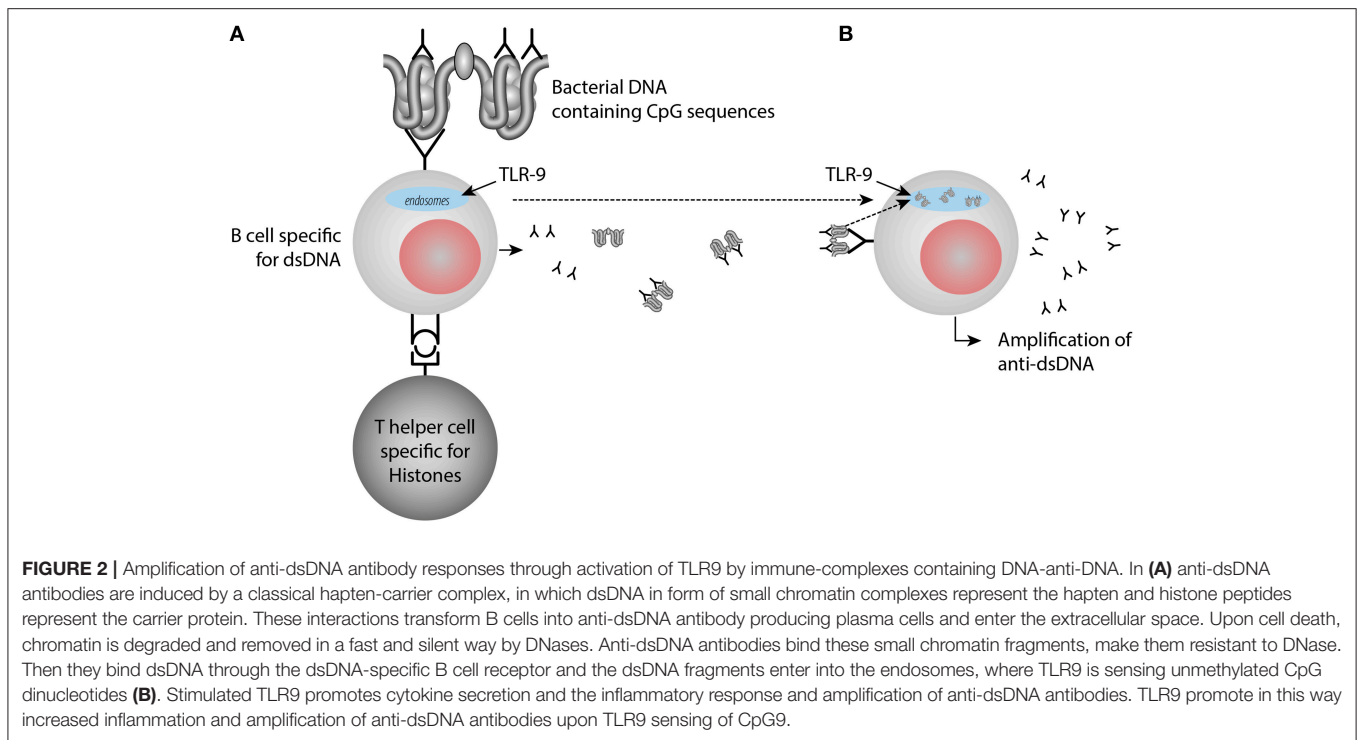 A
B
Bacterial DNA
containing CpG sequences
TLR-9
TLR-9
endosomes
B cell specific
for dsDNA
Amplification of
anti-dsDNA
T helper cell
specific for
Histones
FIGURE 2 | Amplification of anti-dsDNA antibody responses through activation of TLR9 by immune-complexes containing DNA-anti-DNA. In (A) anti-dsDNA
antibodies are induced by a classical hapten-carrier complex, in which dsDNA in form of small chromatin complexes represent the hapten and histone peptides
represent the carrier protein. These interactions transform B cells into anti-dsDNA antibody producing plasma cells and enter the extracellular space. Upon cell death,
chromatin is degraded and removed in a fast and silent way by DNases. Anti-dsDNA antibodies bind these small chromatin fragments, make them resistant to DNase.
Then they bind dsDNA through the dsDNA-specific B cell receptor and the dsDNA fragments enter into the endosomes, where TLR9 is sensing unmethylated CpG
dinucleotides (B). Stimulated TLR9 promotes cytokine secretion and the inflammatory response and amplification of anti-dsDNA antibodies. TLR9 promote in this way
increased inflammation and amplification of anti-dsDNA antibodies upon TLR9 sensing of CpG9.